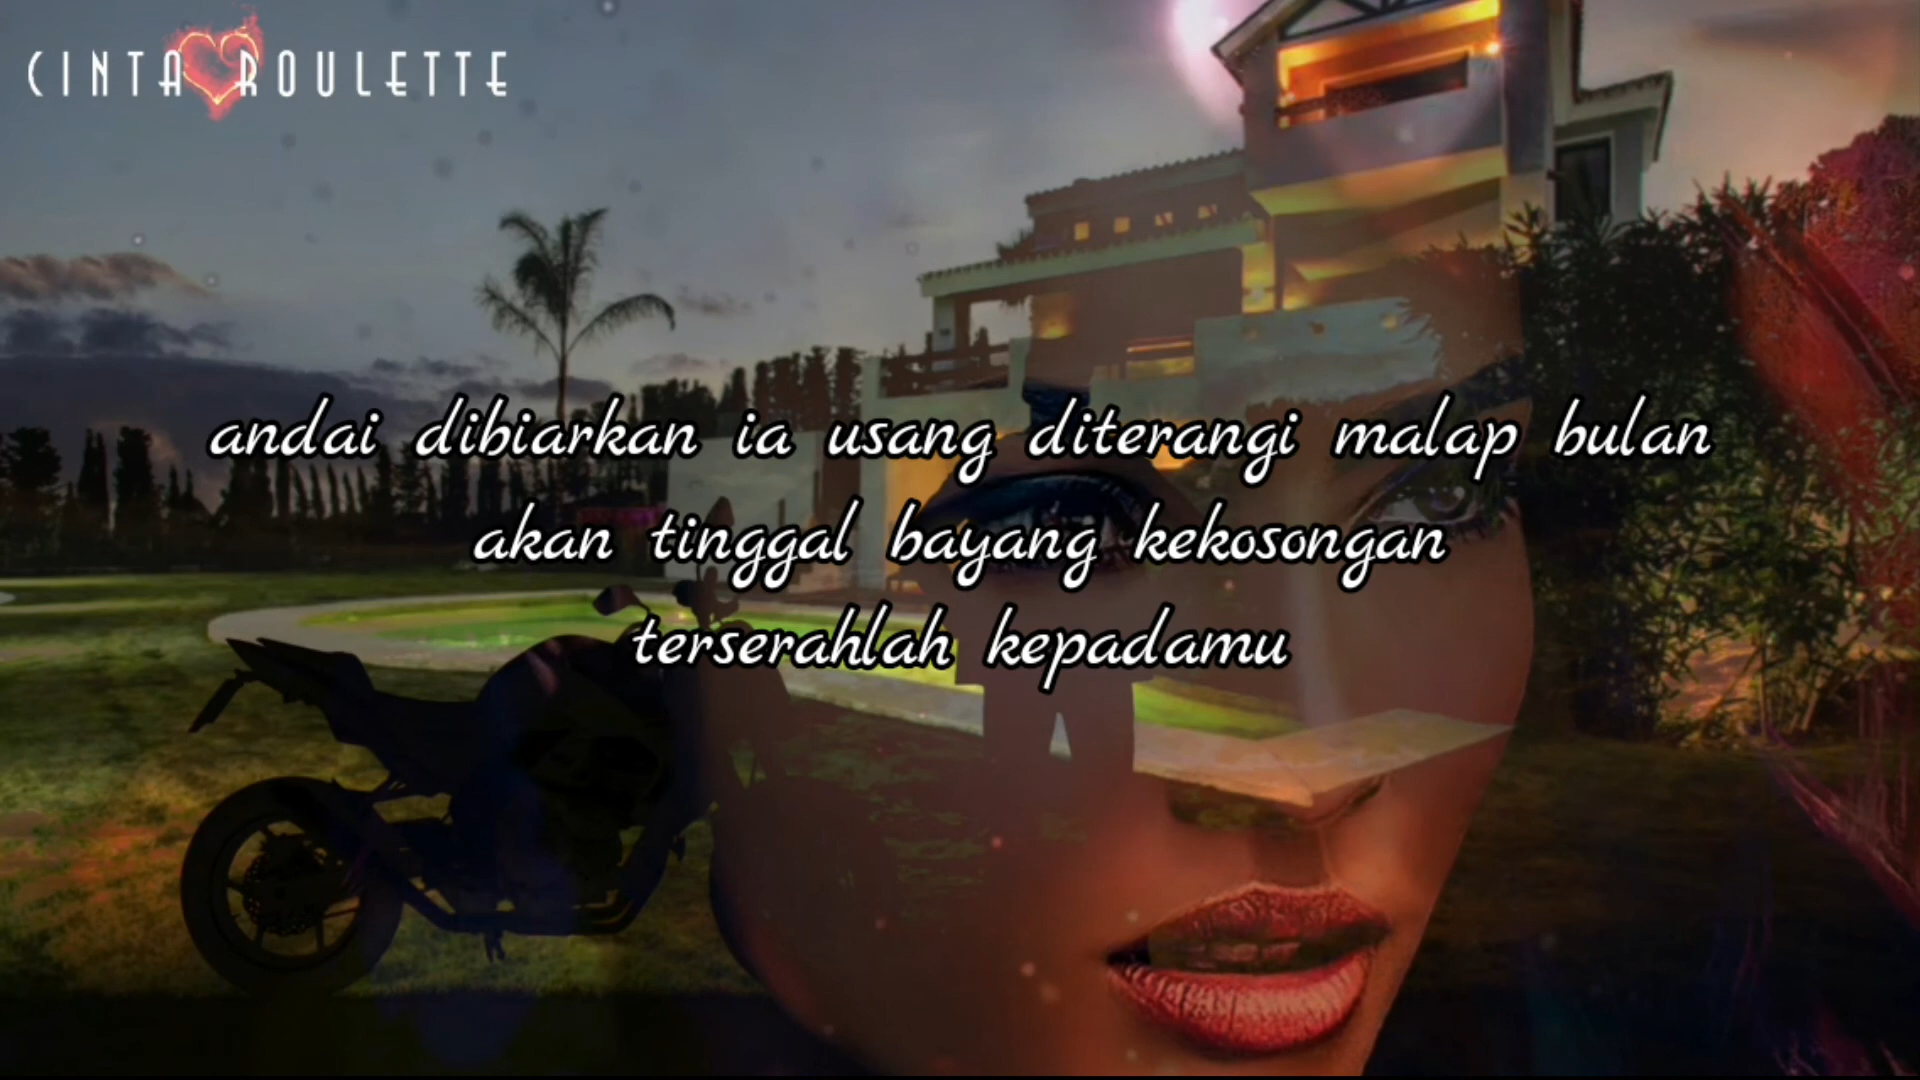 CINTA ROULETTE
andai dibiarkan ia usang diterangi malap bulan
akan tinggal bayang kekosongan
terserahlah kepadamu